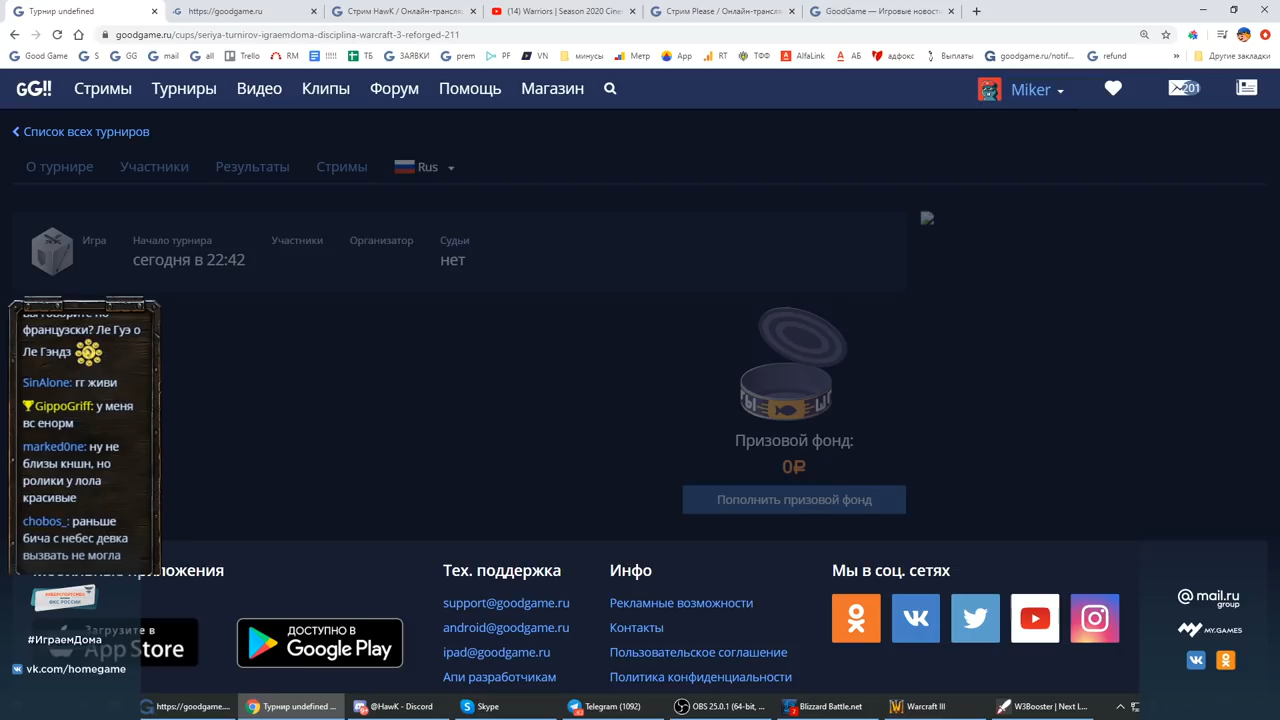 Турнир undefined
https://goodgame.ru
Стрим HawK / Онлайн-трансляц
(14) Warriors | Season 2020 Cine
Стрим Please / Онлайн-трансля
GoodGame — Игровые новост
goodgame.ru/cups/seriya-turnirov-igraemdoma-disciplina-warcraft-3-reforged-211
Good Game
S
GG
mail
all
Trello
RM
!!!!
ТБ
ЗАЯВКИ
prem
PF
VN
минусы
Метр
App
RT
ТФФ
AlfaLink
АБ
адфокс
Выплаты
goodgame.ru/notif...
refund
Другие закладки
GG!!
Стримы
Турниры
Видео
Клипы
Форум
Помощь
Магазин
Miker
201
Список всех турниров
О турнире
Участники
Результаты
Стримы
Rus
Игра
Начало турнира
сегодня в 22:42
Участники
Организатор
Судьи
нет
вы говорите по
французски? Ле Гуэ о
Ле Гэндз
SinAlone: гг живи
GippoGriff: у меня
вс енорм
marked0ne: ну не
близы кншн, но
ролики у лола
красивые
chobos_: раньше
бича с небес девка
вызвать не могла
Призовой фонд:
0₽
Пополнить призовой фонд
приложения
Загрузите в
App Store
ДОСТУПНО В
Google Play
#ИграемДома
vk.com/homegame
Тех. поддержка
support@goodgame.ru
android@goodgame.ru
ipad@goodgame.ru
Апи разработчикам
Инфо
Рекламные возможности
Контакты
Пользовательское соглашение
Политика конфиденциальности
Мы в соц. сетях
@mail.ru
group
MY.GAMES
https://goodgame....
Турнир undefined ...
@HawK - Discord
Skype
Telegram (1092)
OBS 25.0.1 (64-bit, ...
Blizzard Battle.net
Warcraft III
W3Booster | Next L...